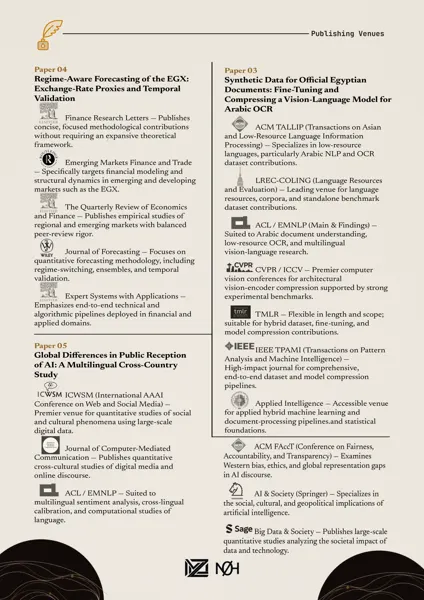 Publishing Venues
Paper 04
Regime-Aware Forecasting of the EGX:
Exchange-Rate Proxies and Temporal
Validation
Finance Research Letters – Publishes
concise, focused methodological contributions
without requiring an expansive theoretical
framework.
Emerging Markets Finance and Trade
– Specifically targets financial modeling and
structural dynamics in emerging and developing
markets such as the EGX.
The Quarterly Review of Economics
and Finance – Publishes empirical studies of
regional and emerging markets with balanced
peer-review rigor.
WILEY
Journal of Forecasting – Focuses on
quantitative forecasting methodology, including
regime-switching, ensembles, and temporal
validation.
Expert Systems with Applications –
Emphasizes end-to-end technical and
algorithmic pipelines deployed in financial and
applied domains.
Paper 05
Global Differences in Public Reception
of AI: A Multilingual Cross-Country
Study
ICWSM ICWSM (International AAAI
Conference on Web and Social Media) –
Premier venue for quantitative studies of social
and cultural phenomena using large-scale
digital data.
Journal of Computer-Mediated
Communication – Publishes quantitative
cross-cultural studies of digital media and
online discourse.
ACL / EMNLP – Suited to
multilingual sentiment analysis, cross-lingual
calibration, and computational studies of
language.
Paper 03
Synthetic Data for Official Egyptian
Documents: Fine-Tuning and
Compressing a Vision-Language Model for
Arabic OCR
ACM TALLIP (Transactions on Asian
and Low-Resource Language Information
Processing) – Specializes in low-resource
languages, particularly Arabic NLP and OCR
dataset contributions.
LREC-COLING (Language Resources
and Evaluation) – Leading venue for language
resources, corpora, and standalone benchmark
dataset contributions.
ACL / EMNLP (Main & Findings) –
Suited to Arabic document understanding,
low-resource OCR, and multilingual
vision-language research.
CVPR CVPR / ICCV – Premier computer
vision conferences for architectural
vision-encoder compression supported by strong
experimental benchmarks.
tmlr TMLR – Flexible in length and scope;
suitable for hybrid dataset, fine-tuning, and
model compression contributions.
IEEE IEEE TPAMI (Transactions on Pattern
Analysis and Machine Intelligence) –
High-impact journal for comprehensive,
end-to-end dataset and model compression
pipelines.
Applied Intelligence – Accessible venue
for applied hybrid machine learning and
document-processing pipelines.and statistical
foundations.
ACM FAccT (Conference on Fairness,
Accountability, and Transparency) – Examines
Western bias, ethics, and global representation gaps
in AI discourse.
AI & Society (Springer) – Specializes in
the social, cultural, and geopolitical implications of
artificial intelligence.
S Sage Big Data & Society – Publishes large-scale
quantitative studies analyzing the societal impact of
data and technology.